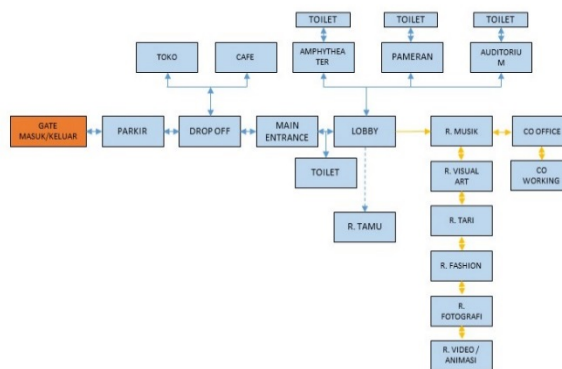 TOILET
TOILET
TOILET
TOKO
CAFE
AMPHYTHEA
TER
PAMERAN
AUDITORIU
M
GATE
MASUK/KELUAR
PARKIR
DROP OFF
MAIN
ENTRANCE
LOBBY
R. MUSIK
CO OFFICE
TOILET
R. VISUAL
ART
CO
WORKING
R. TAMU
R. TARI
R. FASHION
R.
FOTOGRAFI
R. VIDEO /
ANIMASI